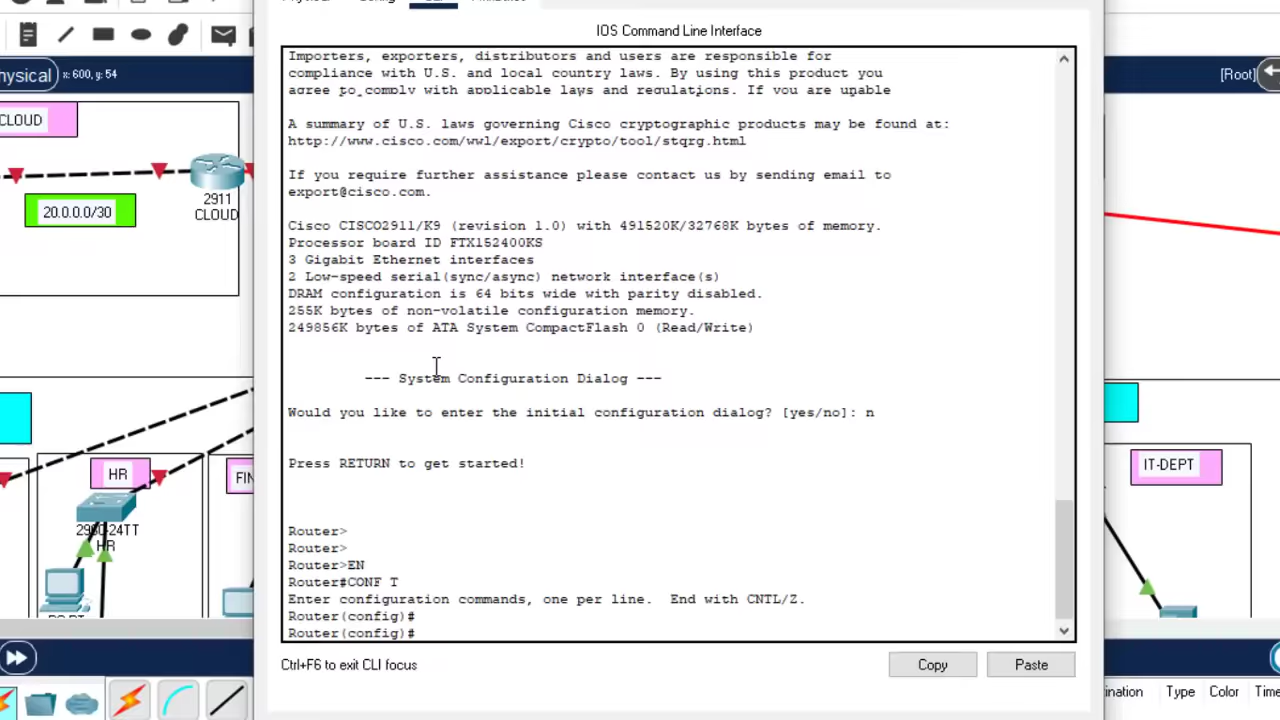 IOS Command Line Interface
Importers, exporters, distributors and users are responsible for
compliance with U.S. and local country laws. By using this product you
agree to comply with applicable laws and regulations. If you are unable
A summary of U.S. laws governing Cisco cryptographic products may be found at:
http://www.cisco.com/wwl/export/crypto/tool/stqrg.html
If you require further assistance please contact us by sending email to
export@cisco.com.
Cisco CISCO2911/K9 (revision 1.0) with 491520K/32768K bytes of memory.
Processor board ID FTX152400KS
3 Gigabit Ethernet interfaces
2 Low-speed serial(sync/async) network interface(s)
DRAM configuration is 64 bits wide with parity disabled.
255K bytes of non-volatile configuration memory.
249856K bytes of ATA System CompactFlash 0 (Read/Write)
--- System Configuration Dialog ---
Would you like to enter the initial configuration dialog? [yes/no]: n
Press RETURN to get started!
Router>
Router>
Router>EN
Router#CONF T
Enter configuration commands, one per line.  End with CNTL/Z.
Router(config)#
Router(config)#
Ctrl+F6 to exit CLI focus
Copy
Paste
hysical
x: 600, y: 54
[Root]
CLOUD
20.0.0.0/30
2911
CLOUD
HR
FIN
2960-24TT
HR
IT-DEPT
ination
Type
Color
Time